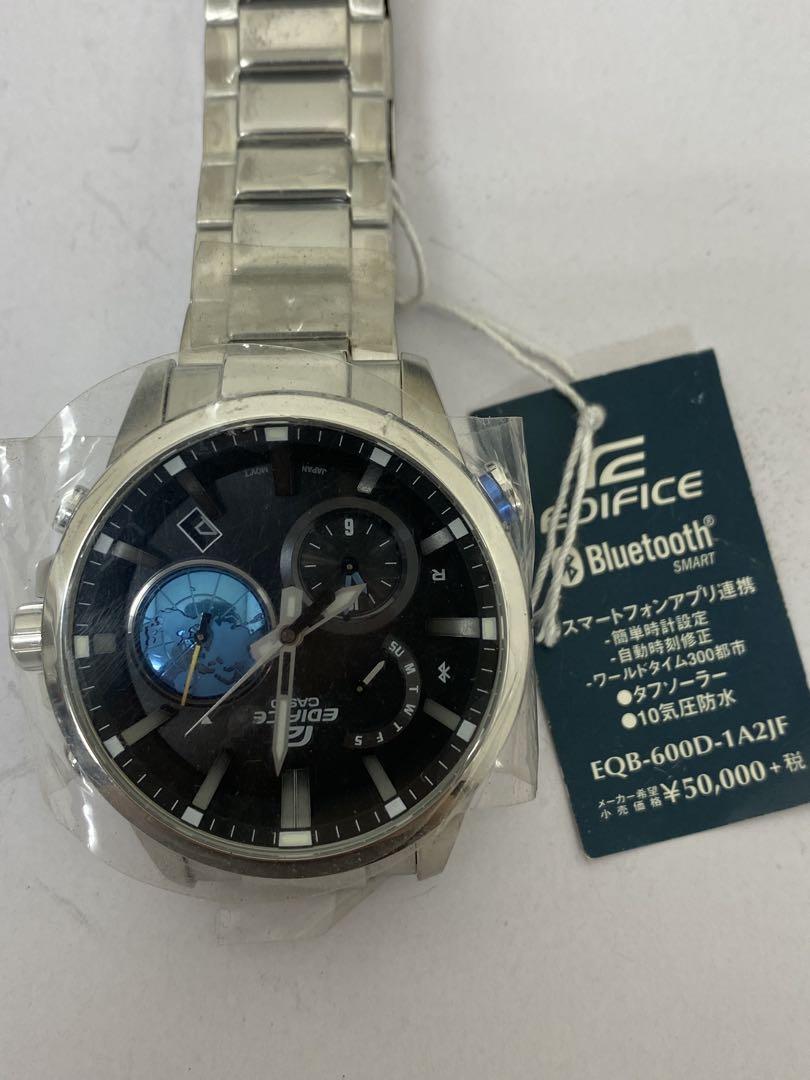 JAPAN MOV'T
6
R
SU M T W T F S
EDIFICE
CASIO
EDIFICE
Bluetooth®
SMART
スマートフォンアプリ連携
-簡単時計設定
-自動時刻修正
-ワールドタイム300都市
●タフソーラー
●10気圧防水
EQB-600D-1A2JF
メーカー希望
小売価格 ¥50,000+税